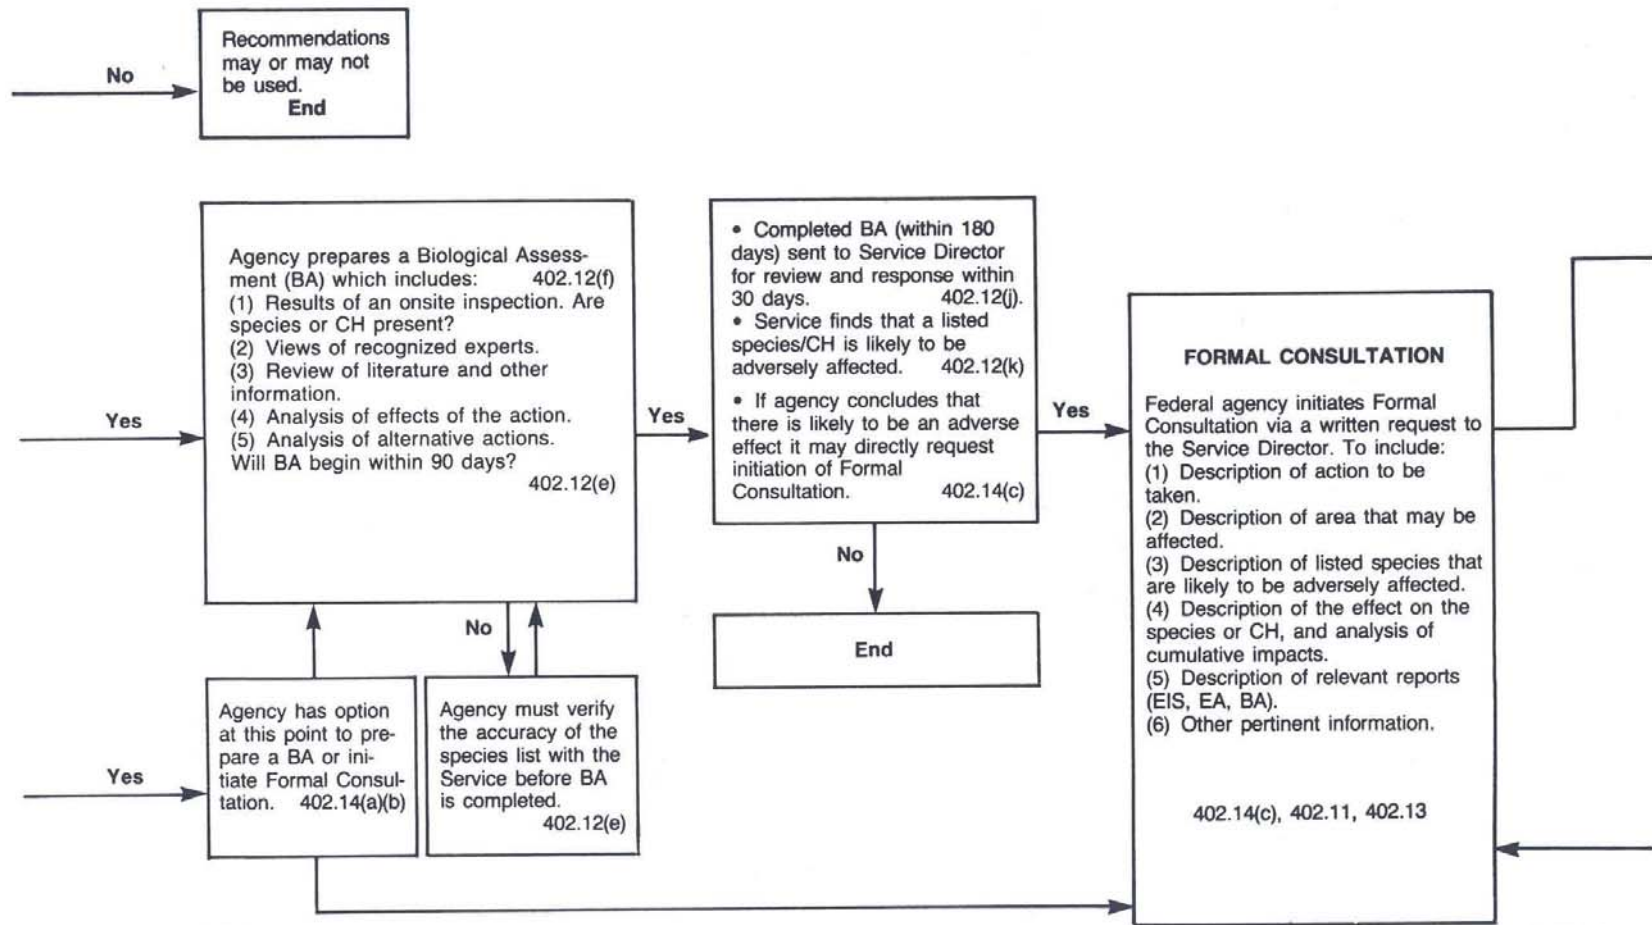 No
Recommendations
may or may not
be used.
End
Yes
Agency prepares a Biological Assess-
ment (BA) which includes: 402.12(f)
(1) Results of an onsite inspection. Are
species or CH present?
(2) Views of recognized experts.
(3) Review of literature and other
information.
(4) Analysis of effects of the action.
(5) Analysis of alternative actions.
Will BA begin within 90 days?
402.12(e)
Yes
• Completed BA (within 180
days) sent to Service Director
for review and response within
30 days. 402.12(j).
• Service finds that a listed
species/CH is likely to be
adversely affected. 402.12(k)
• If agency concludes that
there is likely to be an adverse
effect it may directly request
initiation of Formal
Consultation. 402.14(c)
Yes
No
End
FORMAL CONSULTATION
Federal agency initiates Formal
Consultation via a written request to
the Service Director. To include:
(1) Description of action to be
taken.
(2) Description of area that may be
affected.
(3) Description of listed species that
are likely to be adversely affected.
(4) Description of the effect on the
species or CH, and analysis of
cumulative impacts.
(5) Description of relevant reports
(EIS, EA, BA).
(6) Other pertinent information.
402.14(c), 402.11, 402.13
No
Yes
Agency has option
at this point to pre-
pare a BA or ini-
tiate Formal Consul-
tation. 402.14(a)(b)
Agency must verify
the accuracy of the
species list with the
Service before BA
is completed.
402.12(e)